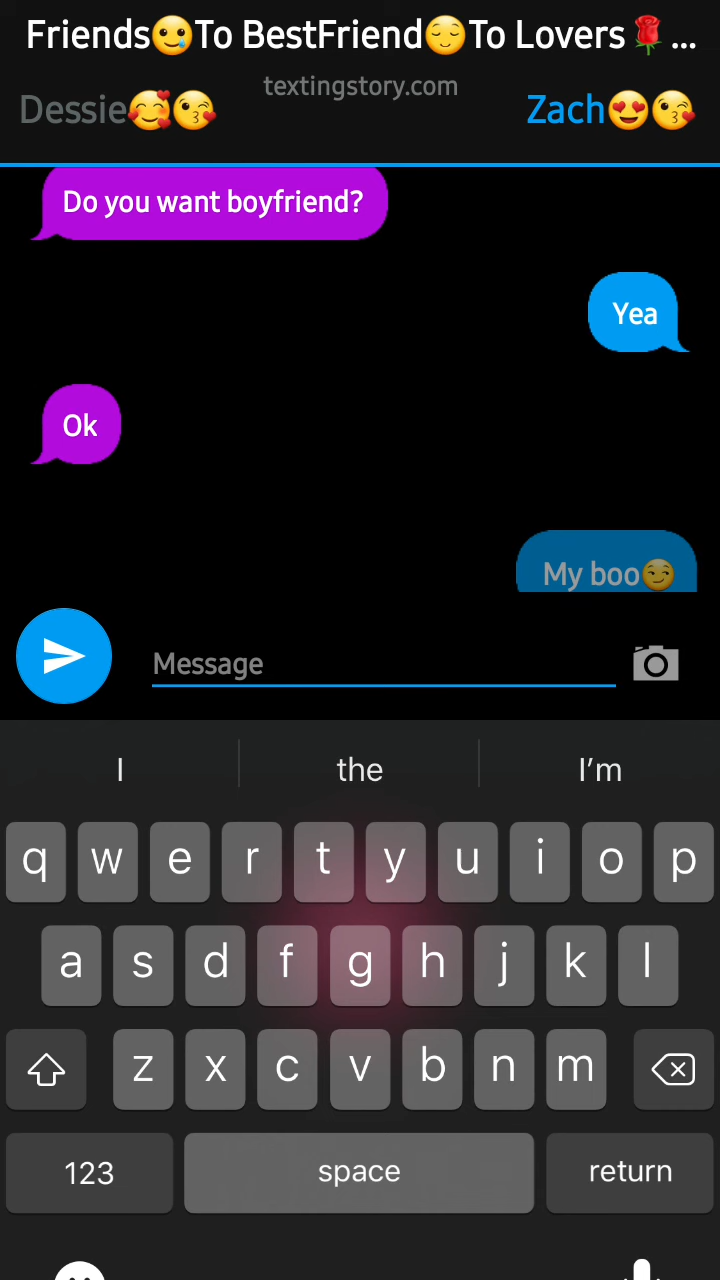 Friends🥲To BestFriend😌To Lovers🌹...
textingstory.com
Dessie🥰😘
Zach😍😘
Do you want boyfriend?
Yea
Ok
My boo😏
Message
I the I'm
q w e r t y u i o p
a s d f g h j k l
z x c v b n m
123 space return